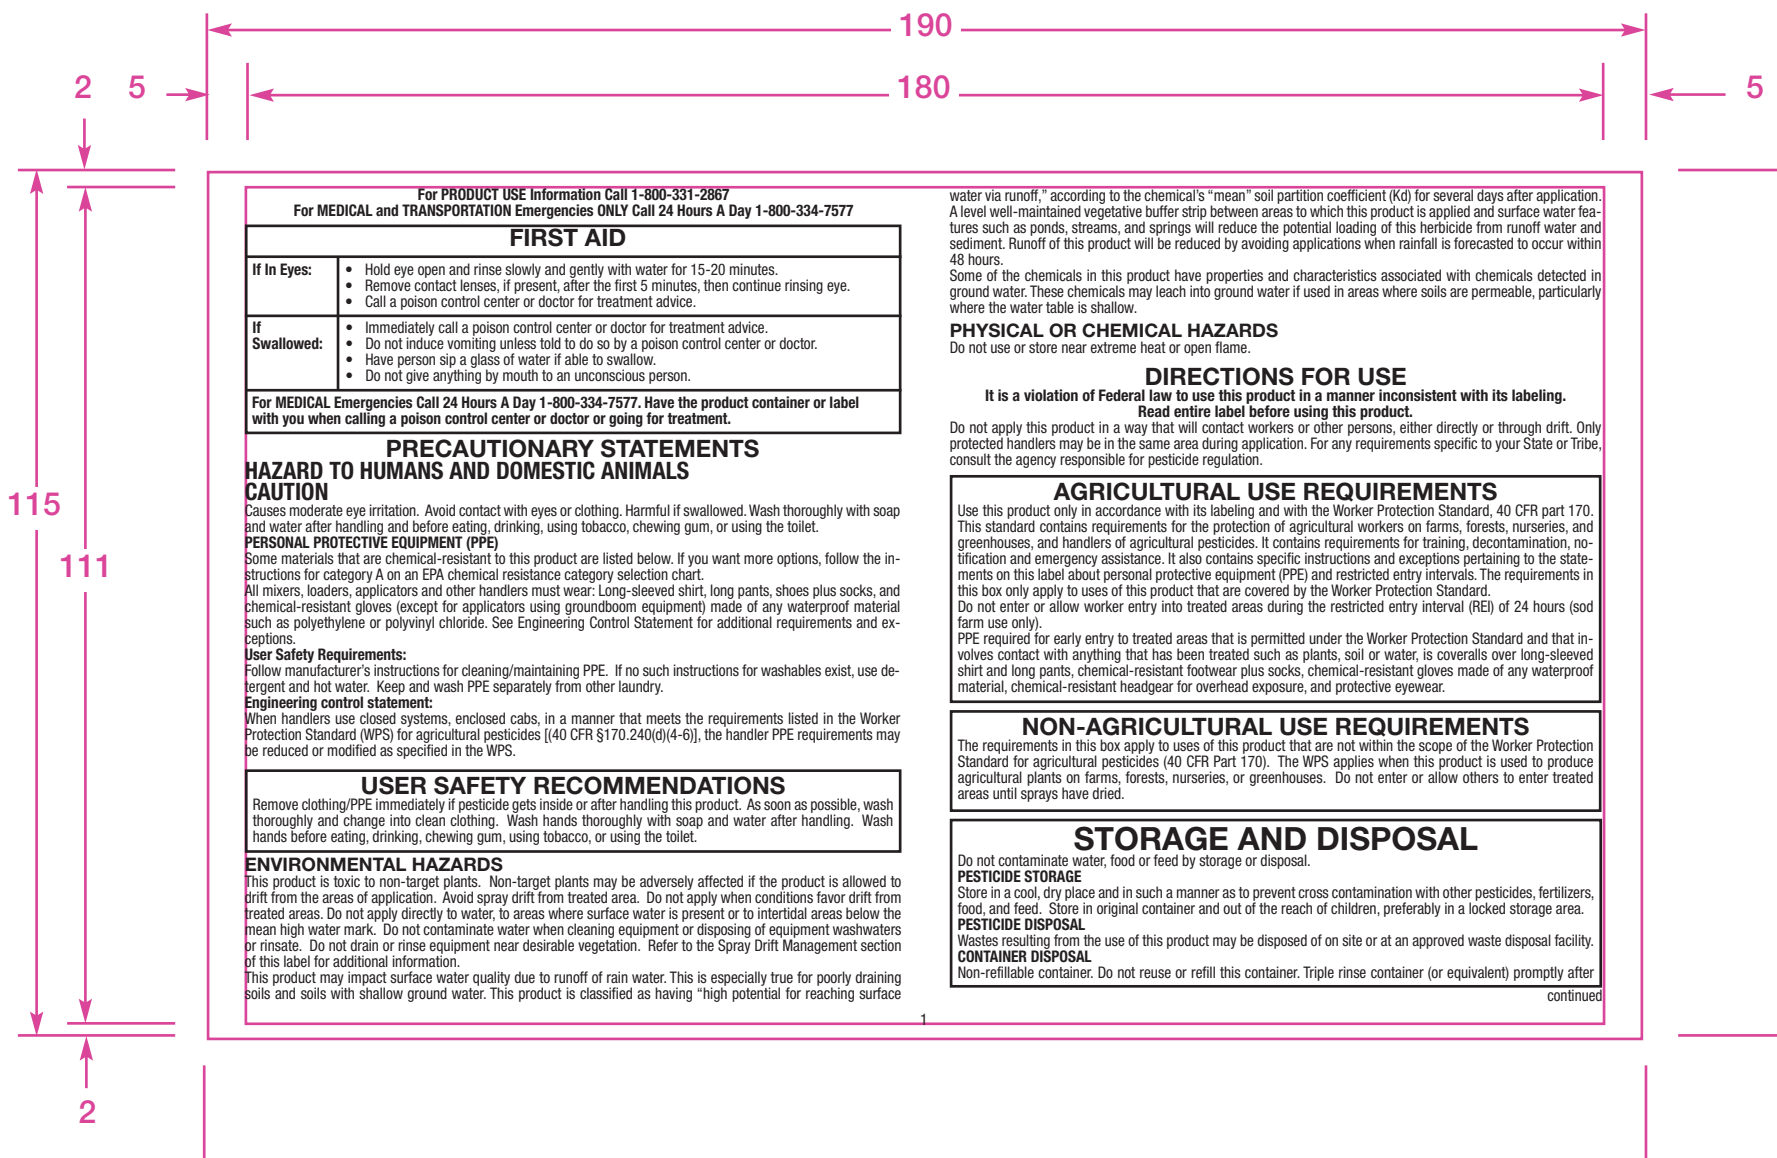 190
2 5 180 5
For PRODUCT USE Information Call 1-800-331-2867
For MEDICAL and TRANSPORTATION Emergencies ONLY Call 24 Hours A Day 1-800-334-7577
FIRST AID
If In Eyes:
• Hold eye open and rinse slowly and gently with water for 15-20 minutes.
• Remove contact lenses, if present, after the first 5 minutes, then continue rinsing eye.
• Call a poison control center or doctor for treatment advice.
If
Swallowed:
• Immediately call a poison control center or doctor for treatment advice.
• Do not induce vomiting unless told to do so by a poison control center or doctor.
• Have person sip a glass of water if able to swallow.
• Do not give anything by mouth to an unconscious person.
For MEDICAL Emergencies Call 24 Hours A Day 1-800-334-7577. Have the product container or label
with you when calling a poison control center or doctor or going for treatment.
PRECAUTIONARY STATEMENTS
HAZARD TO HUMANS AND DOMESTIC ANIMALS
CAUTION
Causes moderate eye irritation. Avoid contact with eyes or clothing. Harmful if swallowed. Wash thoroughly with soap
and water after handling and before eating, drinking, using tobacco, chewing gum, or using the toilet.
PERSONAL PROTECTIVE EQUIPMENT (PPE)
Some materials that are chemical-resistant to this product are listed below. If you want more options, follow the in-
structions for category A on an EPA chemical resistance category selection chart.
All mixers, loaders, applicators and other handlers must wear: Long-sleeved shirt, long pants, shoes plus socks, and
chemical-resistant gloves (except for applicators using groundboom equipment) made of any waterproof material
such as polyethylene or polyvinyl chloride. See Engineering Control Statement for additional requirements and ex-
ceptions.
User Safety Requirements:
Follow manufacturer's instructions for cleaning/maintaining PPE. If no such instructions for washables exist, use de-
tergent and hot water. Keep and wash PPE separately from other laundry.
Engineering control statement:
When handlers use closed systems, enclosed cabs, in a manner that meets the requirements listed in the Worker
Protection Standard (WPS) for agricultural pesticides [(40 CFR §170.240(d)(4-6)], the handler PPE requirements may
be reduced or modified as specified in the WPS.
USER SAFETY RECOMMENDATIONS
Remove clothing/PPE immediately if pesticide gets inside or after handling this product. As soon as possible, wash
thoroughly and change into clean clothing. Wash hands thoroughly with soap and water after handling. Wash
hands before eating, drinking, chewing gum, using tobacco, or using the toilet.
ENVIRONMENTAL HAZARDS
This product is toxic to non-target plants. Non-target plants may be adversely affected if the product is allowed to
drift from the areas of application. Avoid spray drift from treated area. Do not apply when conditions favor drift from
treated areas. Do not apply directly to water, to areas where surface water is present or to intertidal areas below the
mean high water mark. Do not contaminate water when cleaning equipment or disposing of equipment washwaters
or rinsate. Do not drain or rinse equipment near desirable vegetation. Refer to the Spray Drift Management section
of this label for additional information.
This product may impact surface water quality due to runoff of rain water. This is especially true for poorly draining
soils and soils with shallow ground water. This product is classified as having "high potential for reaching surface
water via runoff," according to the chemical's "mean" soil partition coefficient (Kd) for several days after application.
A level well-maintained vegetative buffer strip between areas to which this product is applied and surface water fea-
tures such as ponds, streams, and springs will reduce the potential loading of this herbicide from runoff water and
sediment. Runoff of this product will be reduced by avoiding applications when rainfall is forecasted to occur within
48 hours.
Some of the chemicals in this product have properties and characteristics associated with chemicals detected in
ground water. These chemicals may leach into ground water if used in areas where soils are permeable, particularly
where the water table is shallow.
PHYSICAL OR CHEMICAL HAZARDS
Do not use or store near extreme heat or open flame.
DIRECTIONS FOR USE
It is a violation of Federal law to use this product in a manner inconsistent with its labeling.
Read entire label before using this product.
Do not apply this product in a way that will contact workers or other persons, either directly or through drift. Only
protected handlers may be in the same area during application. For any requirements specific to your State or Tribe,
consult the agency responsible for pesticide regulation.
AGRICULTURAL USE REQUIREMENTS
Use this product only in accordance with its labeling and with the Worker Protection Standard, 40 CFR part 170.
This standard contains requirements for the protection of agricultural workers on farms, forests, nurseries, and
greenhouses, and handlers of agricultural pesticides. It contains requirements for training, decontamination, no-
tification and emergency assistance. It also contains specific instructions and exceptions pertaining to the state-
ments on this label about personal protective equipment (PPE) and restricted entry intervals. The requirements in
this box only apply to uses of this product that are covered by the Worker Protection Standard.
Do not enter or allow worker entry into treated areas during the restricted entry interval (REI) of 24 hours (sod
farm use only).
PPE required for early entry to treated areas that is permitted under the Worker Protection Standard and that in-
volves contact with anything that has been treated such as plants, soil or water, is coveralls over long-sleeved
shirt and long pants, chemical-resistant footwear plus socks, chemical-resistant gloves made of any waterproof
material, chemical-resistant headgear for overhead exposure, and protective eyewear.
NON-AGRICULTURAL USE REQUIREMENTS
The requirements in this box apply to uses of this product that are not within the scope of the Worker Protection
Standard for agricultural pesticides (40 CFR Part 170). The WPS applies when this product is used to produce
agricultural plants on farms, forests, nurseries, or greenhouses. Do not enter or allow others to enter treated
areas until sprays have dried.
STORAGE AND DISPOSAL
Do not contaminate water, food or feed by storage or disposal.
PESTICIDE STORAGE
Store in a cool, dry place and in such a manner as to prevent cross contamination with other pesticides, fertilizers,
food, and feed. Store in original container and out of the reach of children, preferably in a locked storage area.
PESTICIDE DISPOSAL
Wastes resulting from the use of this product may be disposed of on site or at an approved waste disposal facility.
CONTAINER DISPOSAL
Non-refillable container. Do not reuse or refill this container. Triple rinse container (or equivalent) promptly after
continued
1
115
111
2